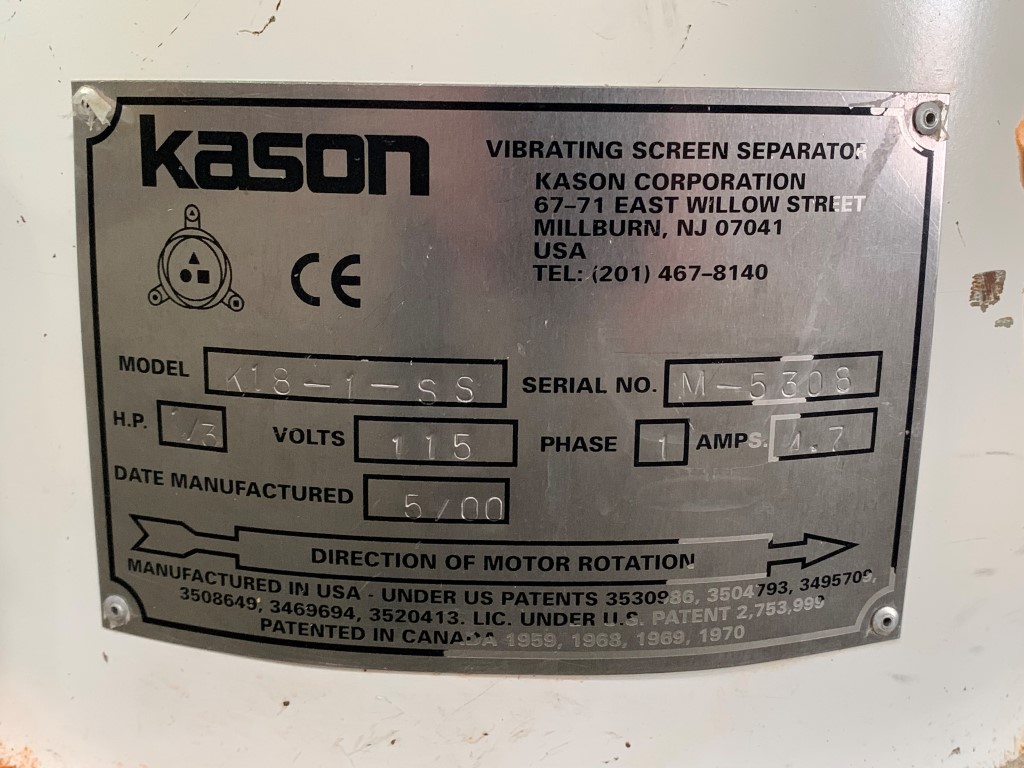 kason
VIBRATING SCREEN SEPARATOR
KASON CORPORATION
67–71 EAST WILLOW STREET
MILLBURN, NJ 07041
USA
TEL: (201) 467–8140
CE
MODEL K18-1-SS SERIAL NO. M-5308
H.P. 1/3 VOLTS 115 PHASE 1 AMPS. 4.7
DATE MANUFACTURED 5/00
DIRECTION OF MOTOR ROTATION
MANUFACTURED IN USA - UNDER US PATENTS 3530986, 3504793, 3495709,
3508649, 3469694, 3520413. LIC. UNDER U.S. PATENT 2,753,999
PATENTED IN CANADA 1959, 1968, 1969, 1970